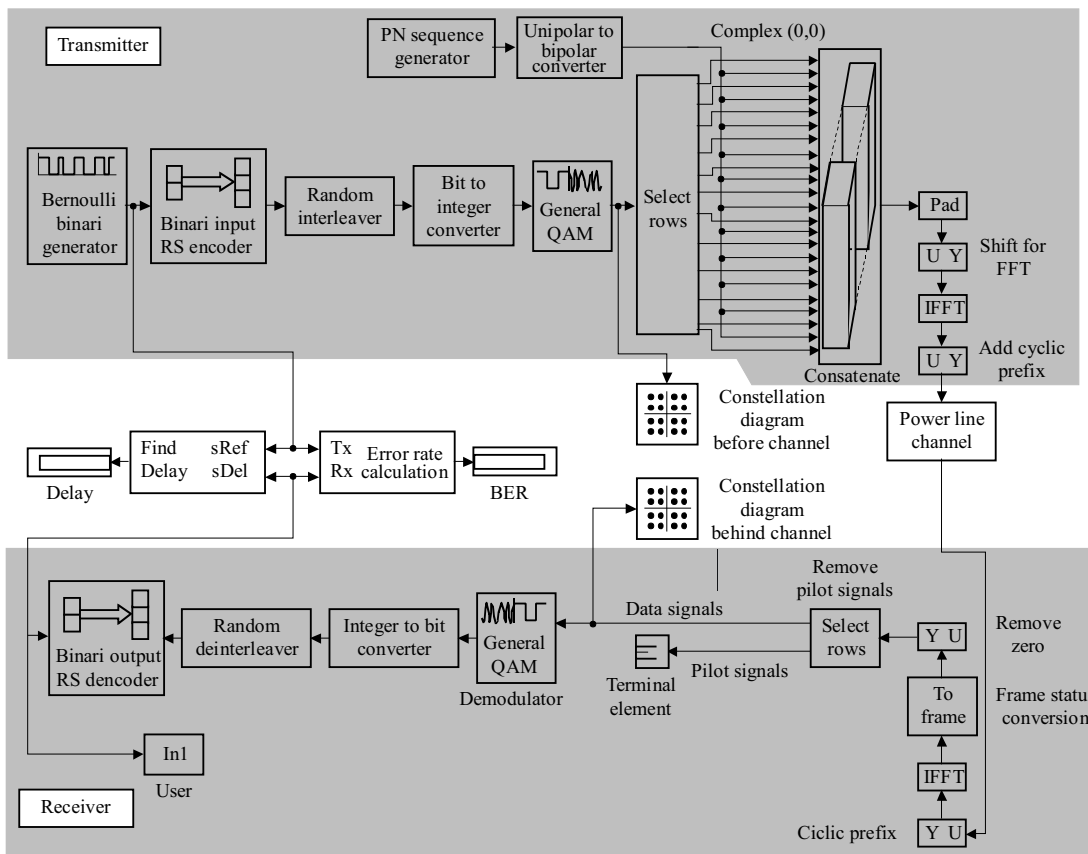 Transmitter
PN sequence
generator
Unipolar to
bipolar
converter
Complex (0,0)
Bernoulli
binari
generator
Binari input
RS encoder
Random
interleaver
Bit to
integer
converter
General
QAM
Select
rows
Consatenate
Pad
U Y
Shift for
FFT
IFFT
U Y
Add cyclic
prefix
Power line
channel
Constellation
diagram
before channel
Delay
Find
Delay
sRef
sDel
Tx
Rx
Error rate
calculation
BER
Constellation
diagram
behind channel
Binari output
RS dencoder
Random
deinterleaver
Integer to bit
converter
General
QAM
Demodulator
Data signals
Remove
pilot signals
Terminal
element
Pilot signals
Select
rows
Y U
Remove
zero
To
frame
Frame status
conversion
IFFT
Ciclic prefix
Y U
In1
User
Receiver